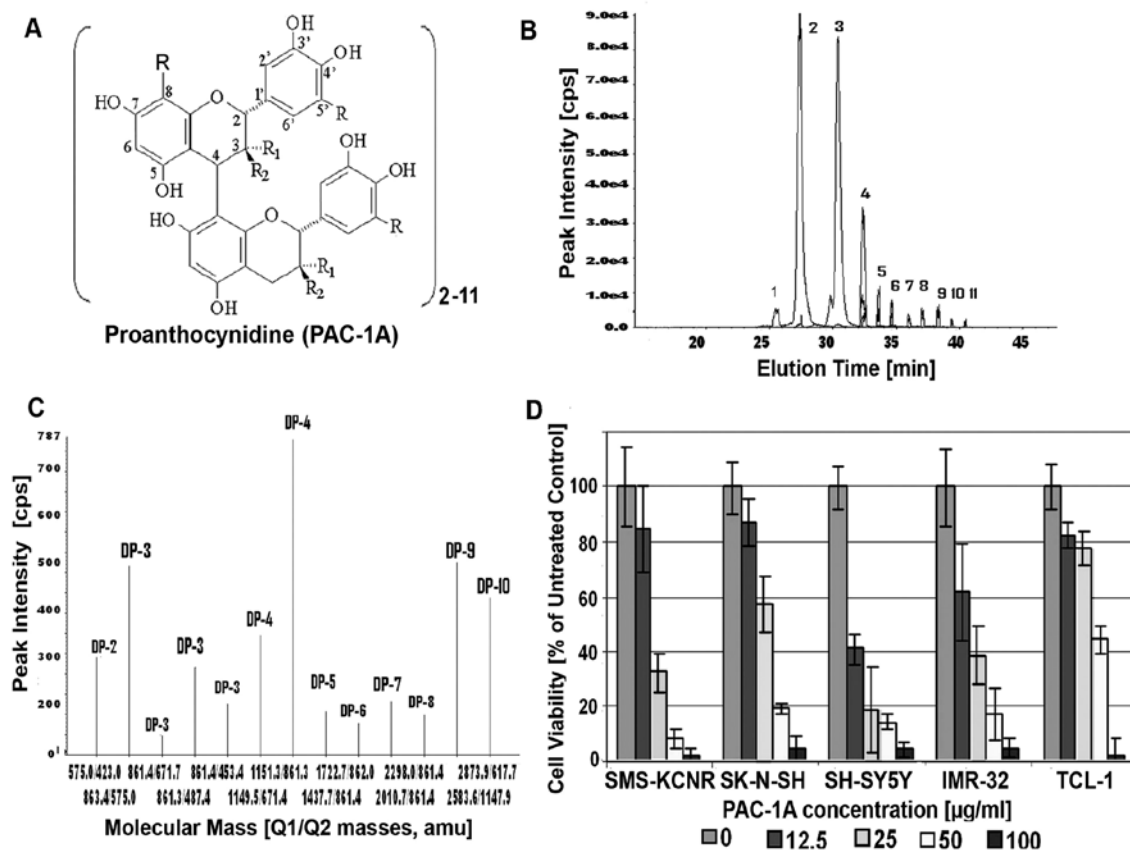 A
OH
3'
OH
2'
4'
R
1'
5'
R
HO
7
8
O
2
6'
6
3
R₁
4
R₂
5
OH
OH
OH
HO
O
R
R₁
R₂
OH
2-11
Proanthocynidine (PAC-1A)
B
Peak Intensity [cps]
9.0e4
8.0e4
7.0e4
6.0e4
5.0e4
4.0e4
3.0e4
2.0e4
1.0e4
0.0
1
2
3
4
5
6
7
8
9
10
11
20
25
30
35
40
45
Elution Time [min]
C
Peak Intensity [cps]
787
700
600
500
400
300
200
0
DP-2
DP-3
DP-3
DP-3
DP-3
DP-4
DP-4
DP-5
DP-6
DP-7
DP-8
DP-9
DP-10
575.0/423.0 861.4/671.7 861.4/453.4 1151.3/861.3 1722.7/862.0 2298.0/861.4 2873.9/617.7
863.4/575.0 861.3/487.4 1149.5/671.4 1437.7/861.4 2010.7/861.4 2583.6/1147.9
Molecular Mass [Q1/Q2 masses, amu]
D
Cell Viability [% of Untreated Control]
100
80
60
40
20
0
SMS-KCNR SK-N-SH SH-SY5Y IMR-32 TCL-1
PAC-1A concentration [µg/ml]
0 12.5 25 50 100